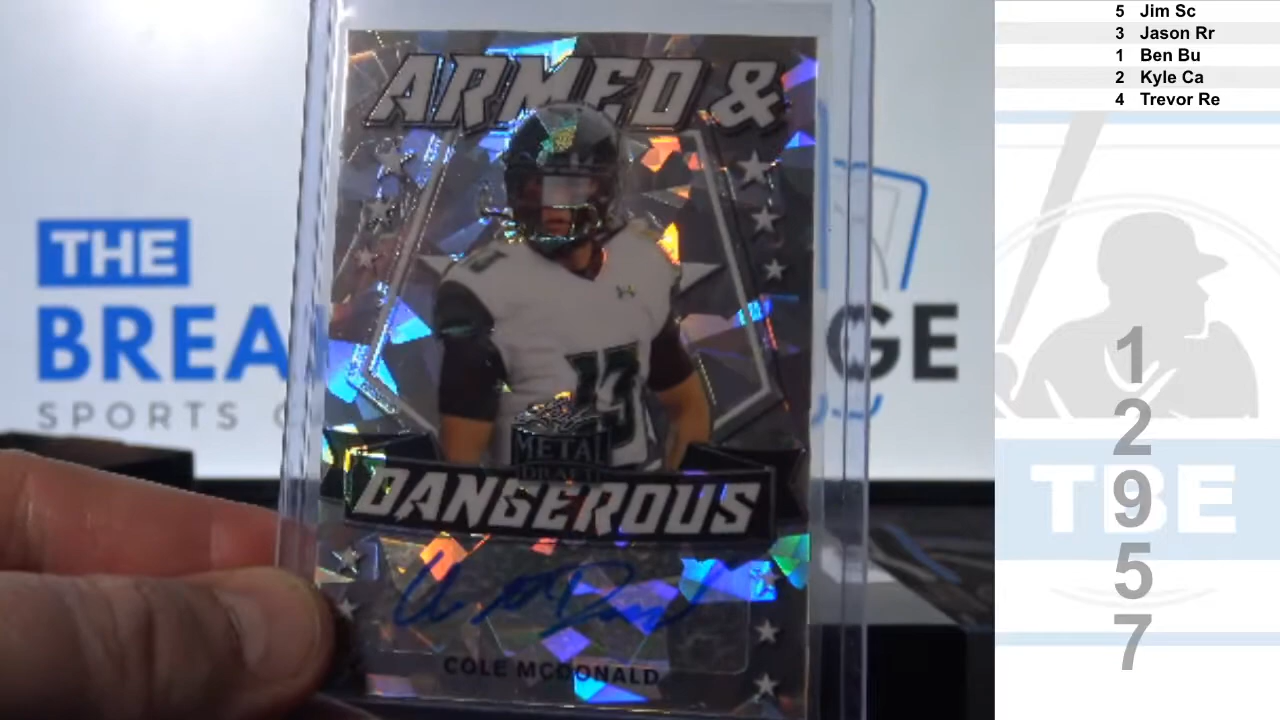 ARMED &
13
METAL
DRAFT
DANGEROUS
COLE MCDONALD
THE
BREA GE
SPORTS
5 Jim Sc
3 Jason Rr
1 Ben Bu
2 Kyle Ca
4 Trevor Re
TBE
1
2
9
5
7